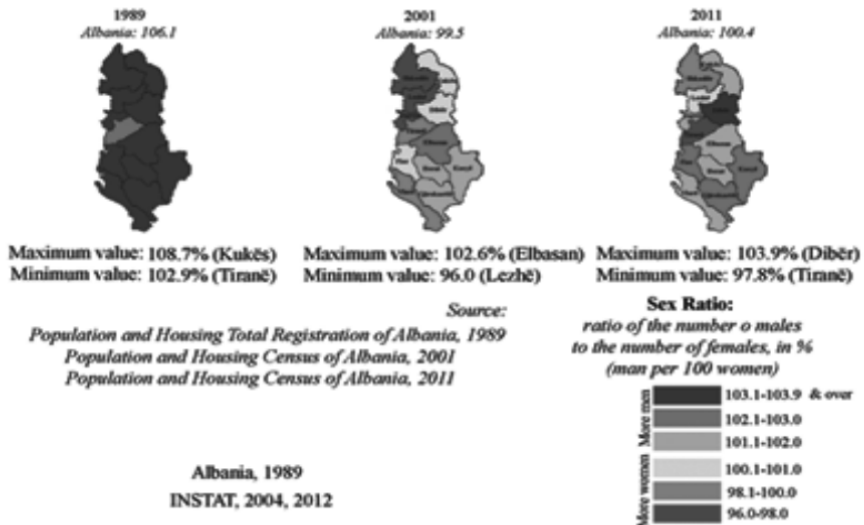 1989
Albania: 106.1
2001
Albania: 99.5
2011
Albania: 100.4
Elbasan
Maximum value: 108.7% (Kukës)
Minimum value: 102.9% (Tiranë)
Maximum value: 102.6% (Elbasan)
Minimum value: 96.0 (Lezhë)
Maximum value: 103.9% (Dibër)
Minimum value: 97.8% (Tiranë)
Source:
Population and Housing Total Registration of Albania, 1989
Population and Housing Census of Albania, 2001
Population and Housing Census of Albania, 2011
Albania, 1989
INSTAT, 2004, 2012
Sex Ratio:
ratio of the number o males
to the number of females, in %
(man per 100 women)
More men
103.1-103.9 & over
102.1-103.0
101.1-102.0
More women
100.1-101.0
98.1-100.0
96.0-98.0